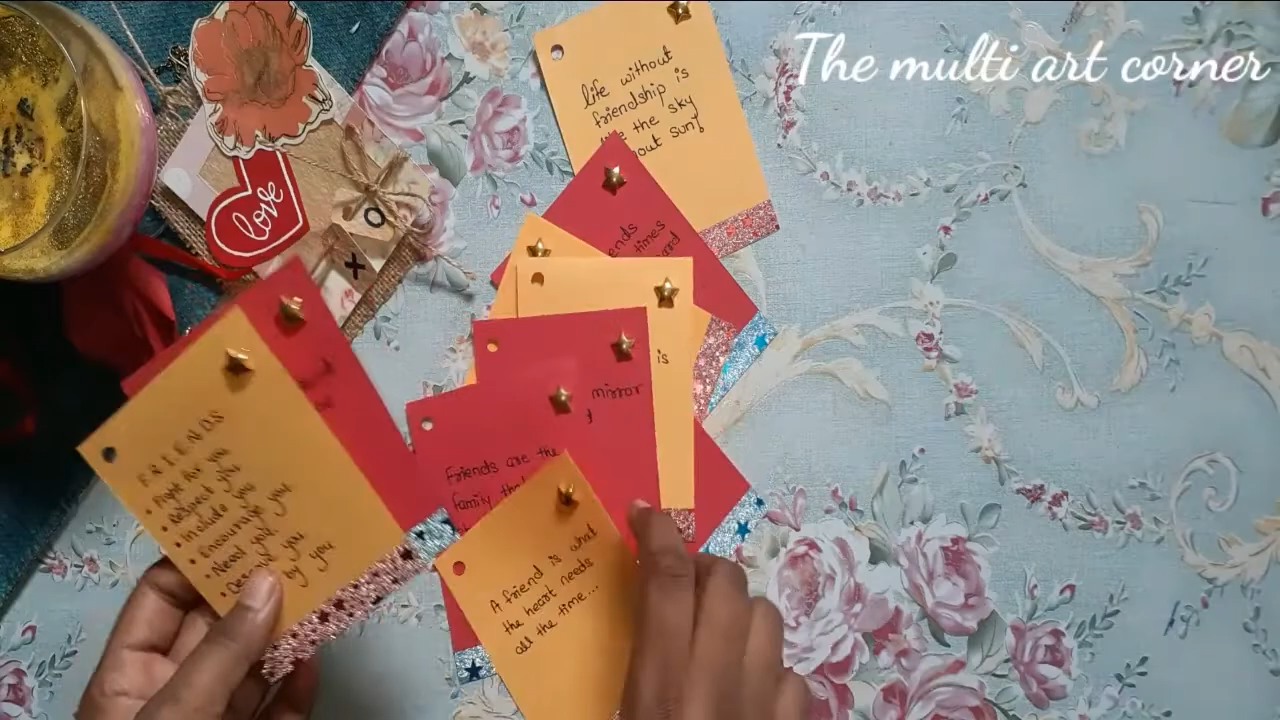 The multi art corner
life without
friendship is
the sky
out sun!
times
love
O
X
is
mirror
FRIENDS
• Fight for you
• Respect you
• Include you
• Encourage you
• Need you
you
by you
Friends are the
family
A friend is what
the heart needs
all the time...